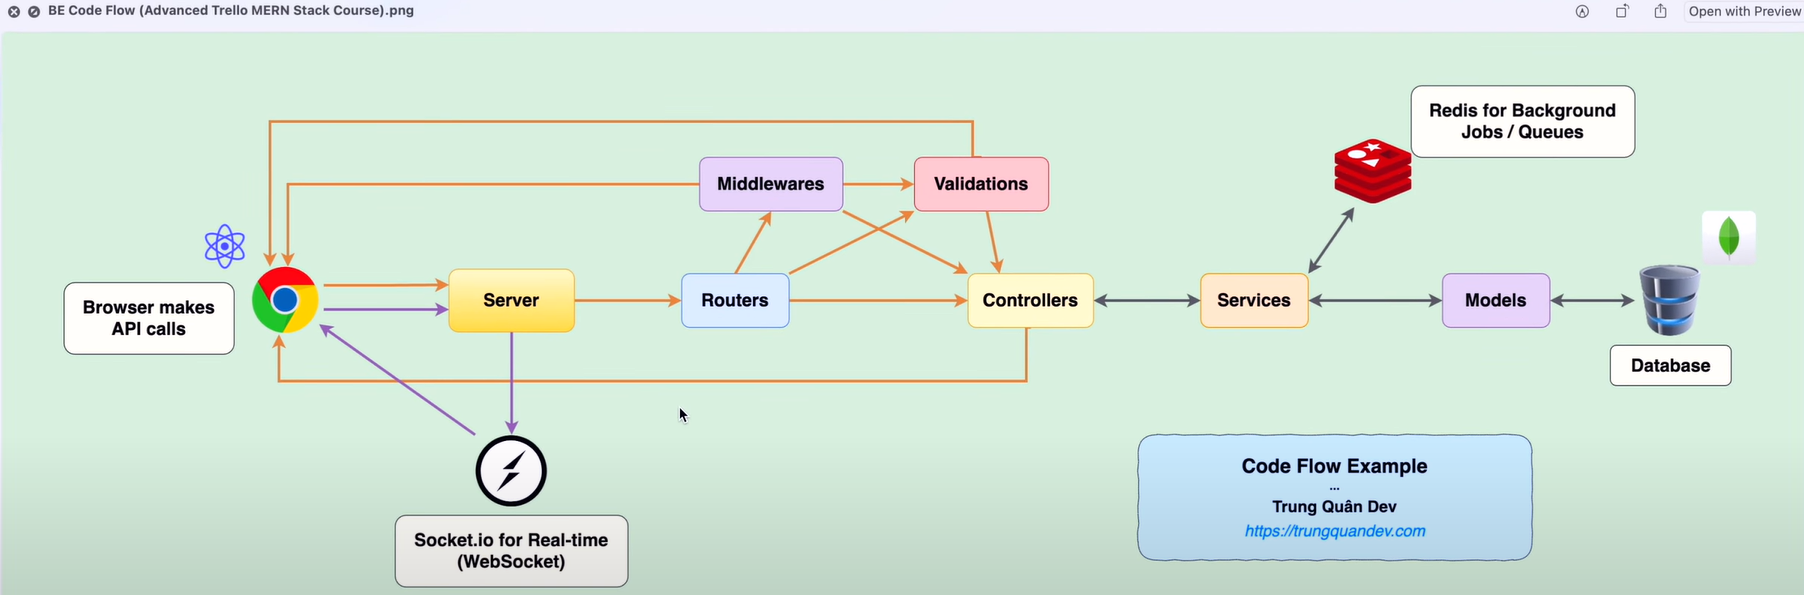 BE Code Flow (Advanced Trello MERN Stack Course).png
Open with Preview
Redis for Background
Jobs / Queues
Middlewares
Validations
Browser makes
API calls
Server
Routers
Controllers
Services
Models
Database
Socket.io for Real-time
(WebSocket)
Code Flow Example
...
Trung Quân Dev
https://trungquandev.com